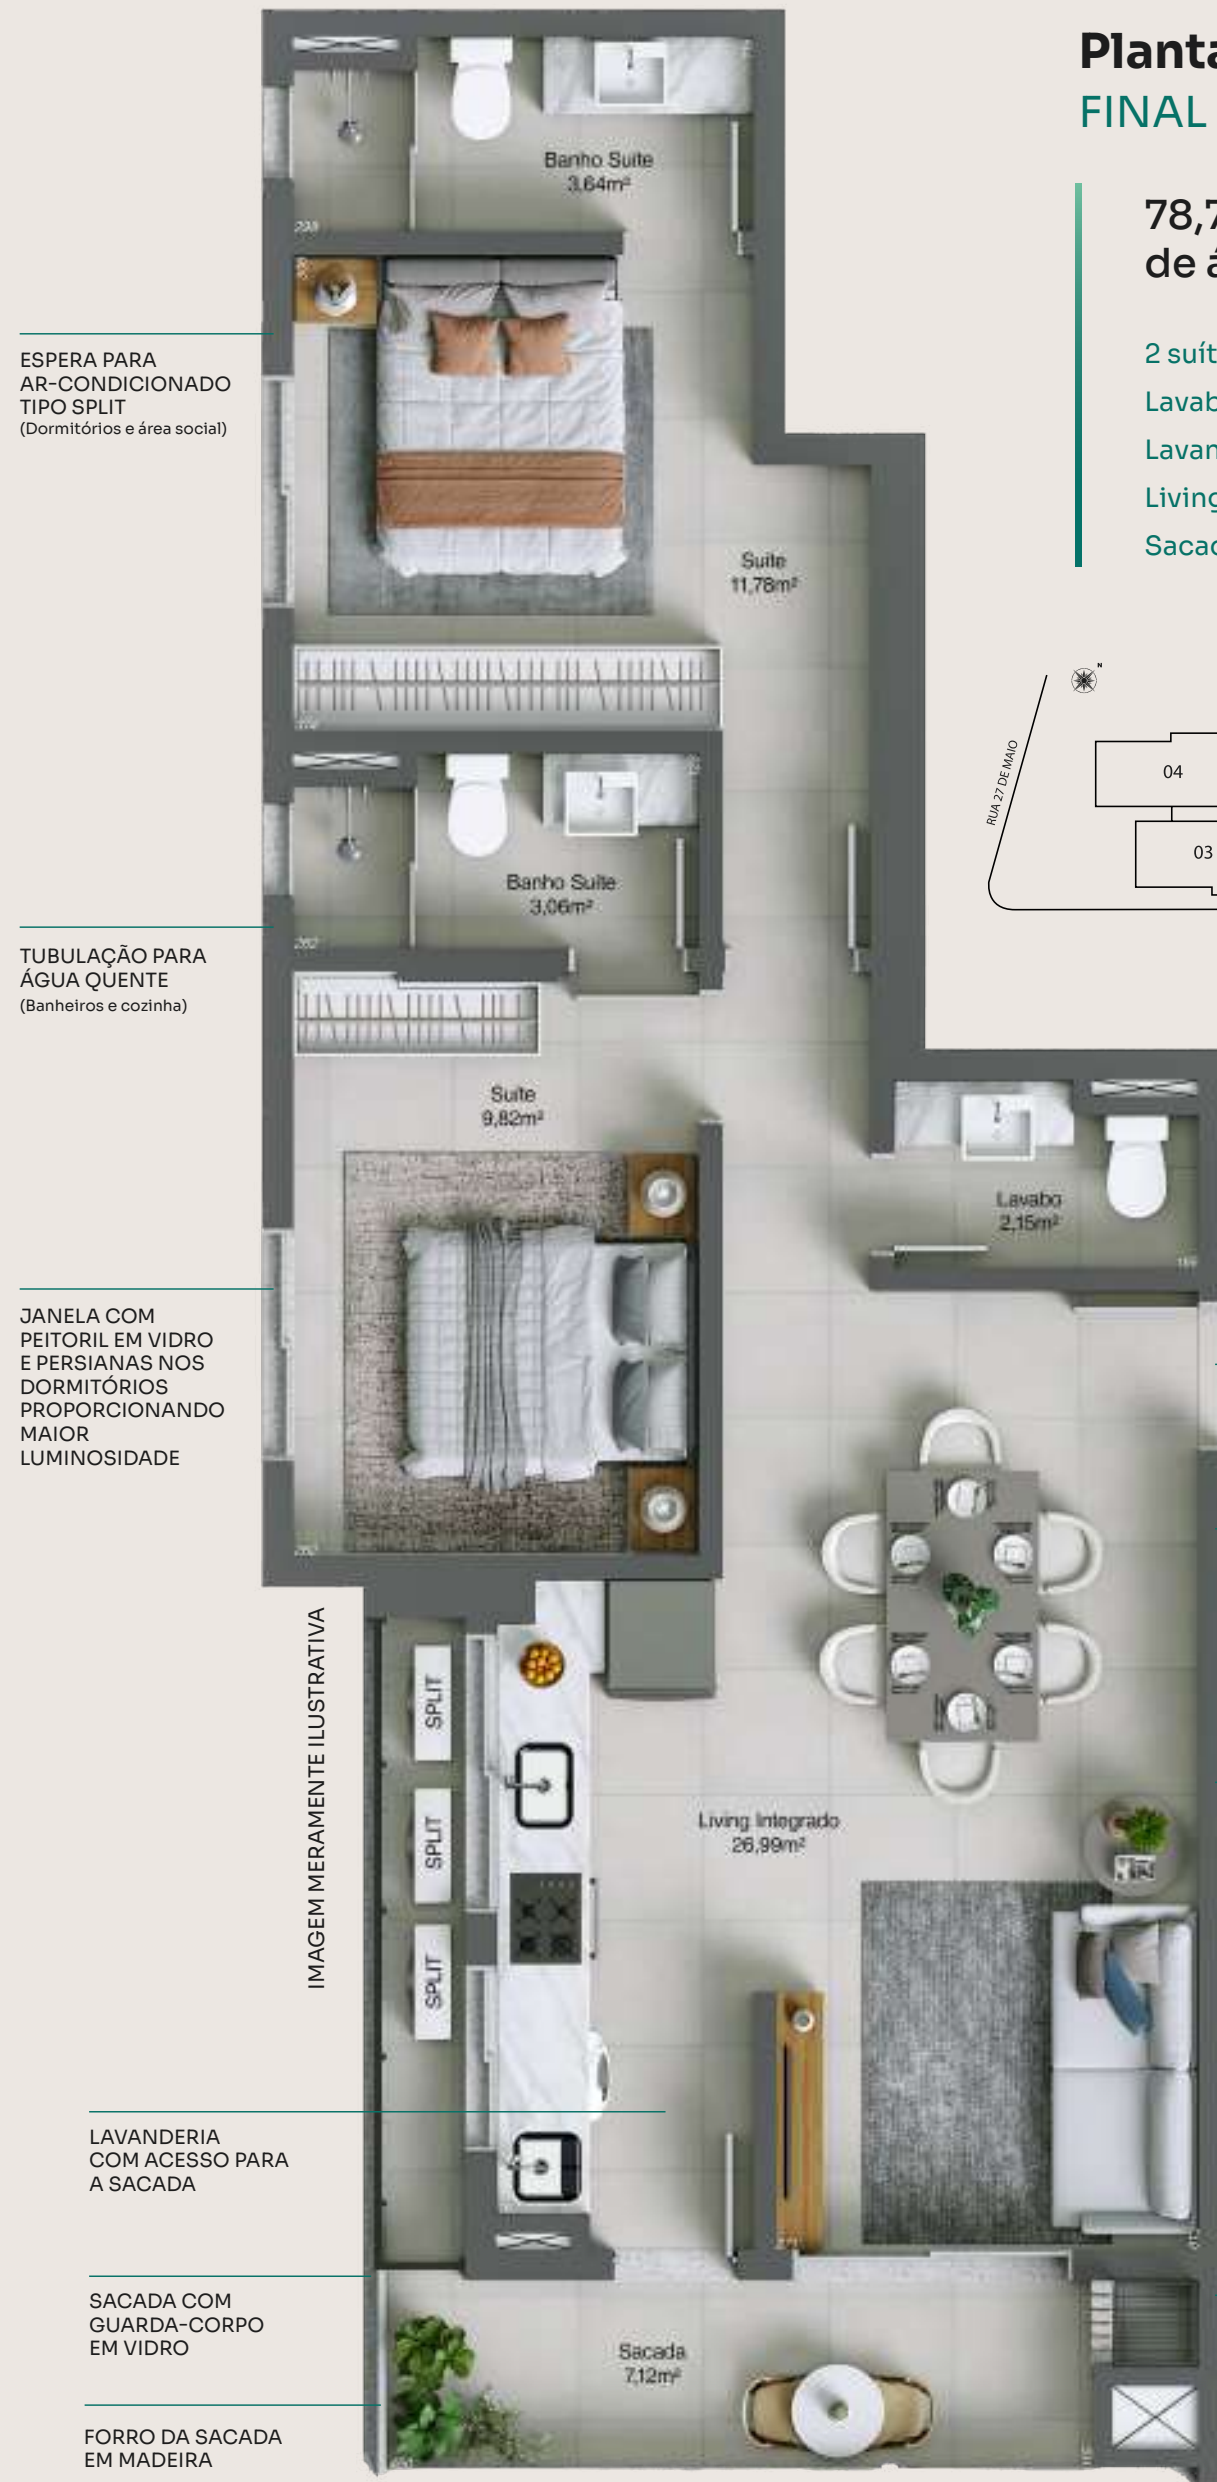 Planta
FINAL
78,7
de á
2 suít
Lavab
Lavan
Living
Sacad
Banho Suíte
3,64m²
ESPERA PARA
AR-CONDICIONADO
TIPO SPLIT
(Dormitórios e área social)
Suíte
11,78m²
N
RUA 27 DE MAIO
04
03
Banho Suíte
3,06m²
TUBULAÇÃO PARA
ÁGUA QUENTE
(Banheiros e cozinha)
Suíte
9,82m²
Lavabo
2,15m²
JANELA COM
PEITORIL EM VIDRO
E PERSIANAS NOS
DORMITÓRIOS
PROPORCIONANDO
MAIOR
LUMINOSIDADE
IMAGEM MERAMENTE ILUSTRATIVA
SPLIT
SPLIT
SPLIT
Living Integrado
26,99m²
LAVANDERIA
COM ACESSO PARA
A SACADA
SACADA COM
GUARDA-CORPO
EM VIDRO
Sacada
7,12m²
FORRO DA SACADA
EM MADEIRA